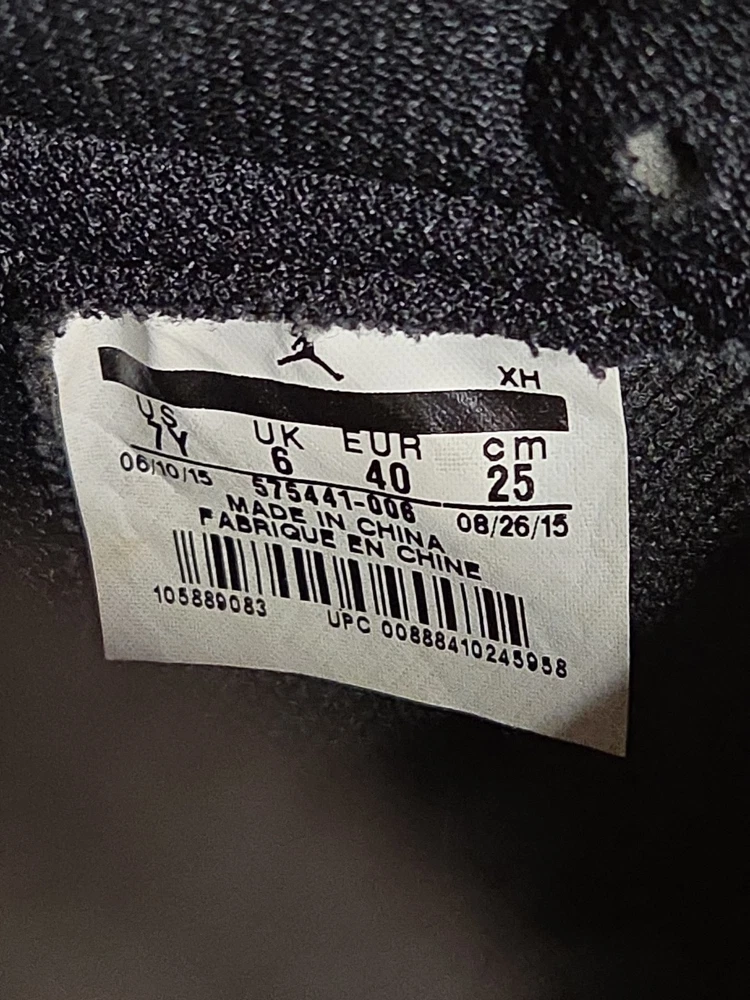 XH
US UK EUR cm
7Y 6 40 25
06/10/15 575441-006 08/26/15
MADE IN CHINA
FABRIQUE EN CHINE
105889083 UPC 00888410245958